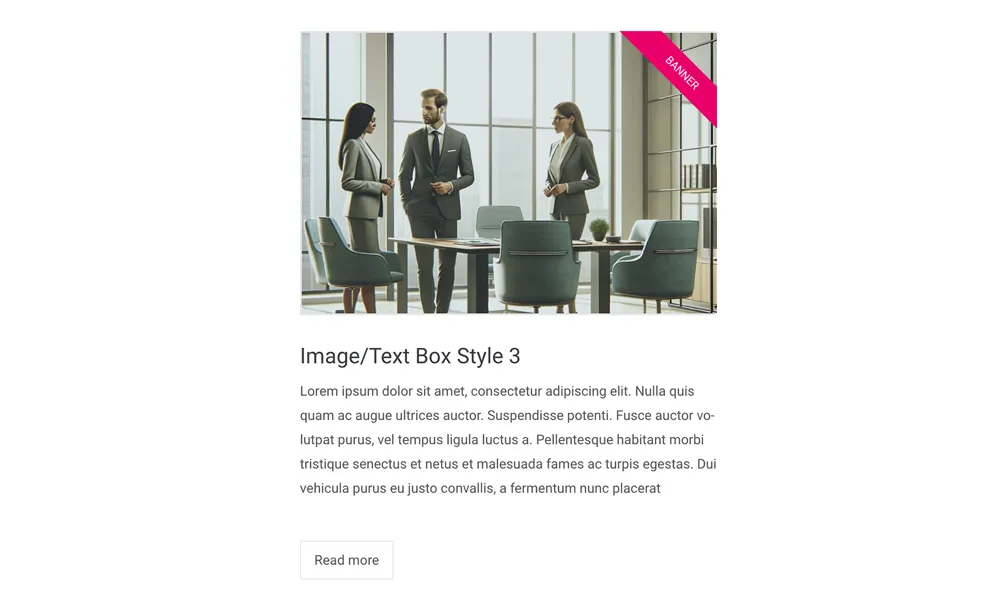 BANNER
Image/Text Box Style 3
Lorem ipsum dolor sit amet, consectetur adipiscing elit. Nulla quis
quam ac augue ultrices auctor. Suspendisse potenti. Fusce auctor vo-
lutpat purus, vel tempus ligula luctus a. Pellentesque habitant morbi
tristique senectus et netus et malesuada fames ac turpis egestas. Dui
vehicula purus eu justo convallis, a fermentum nunc placerat
Read more